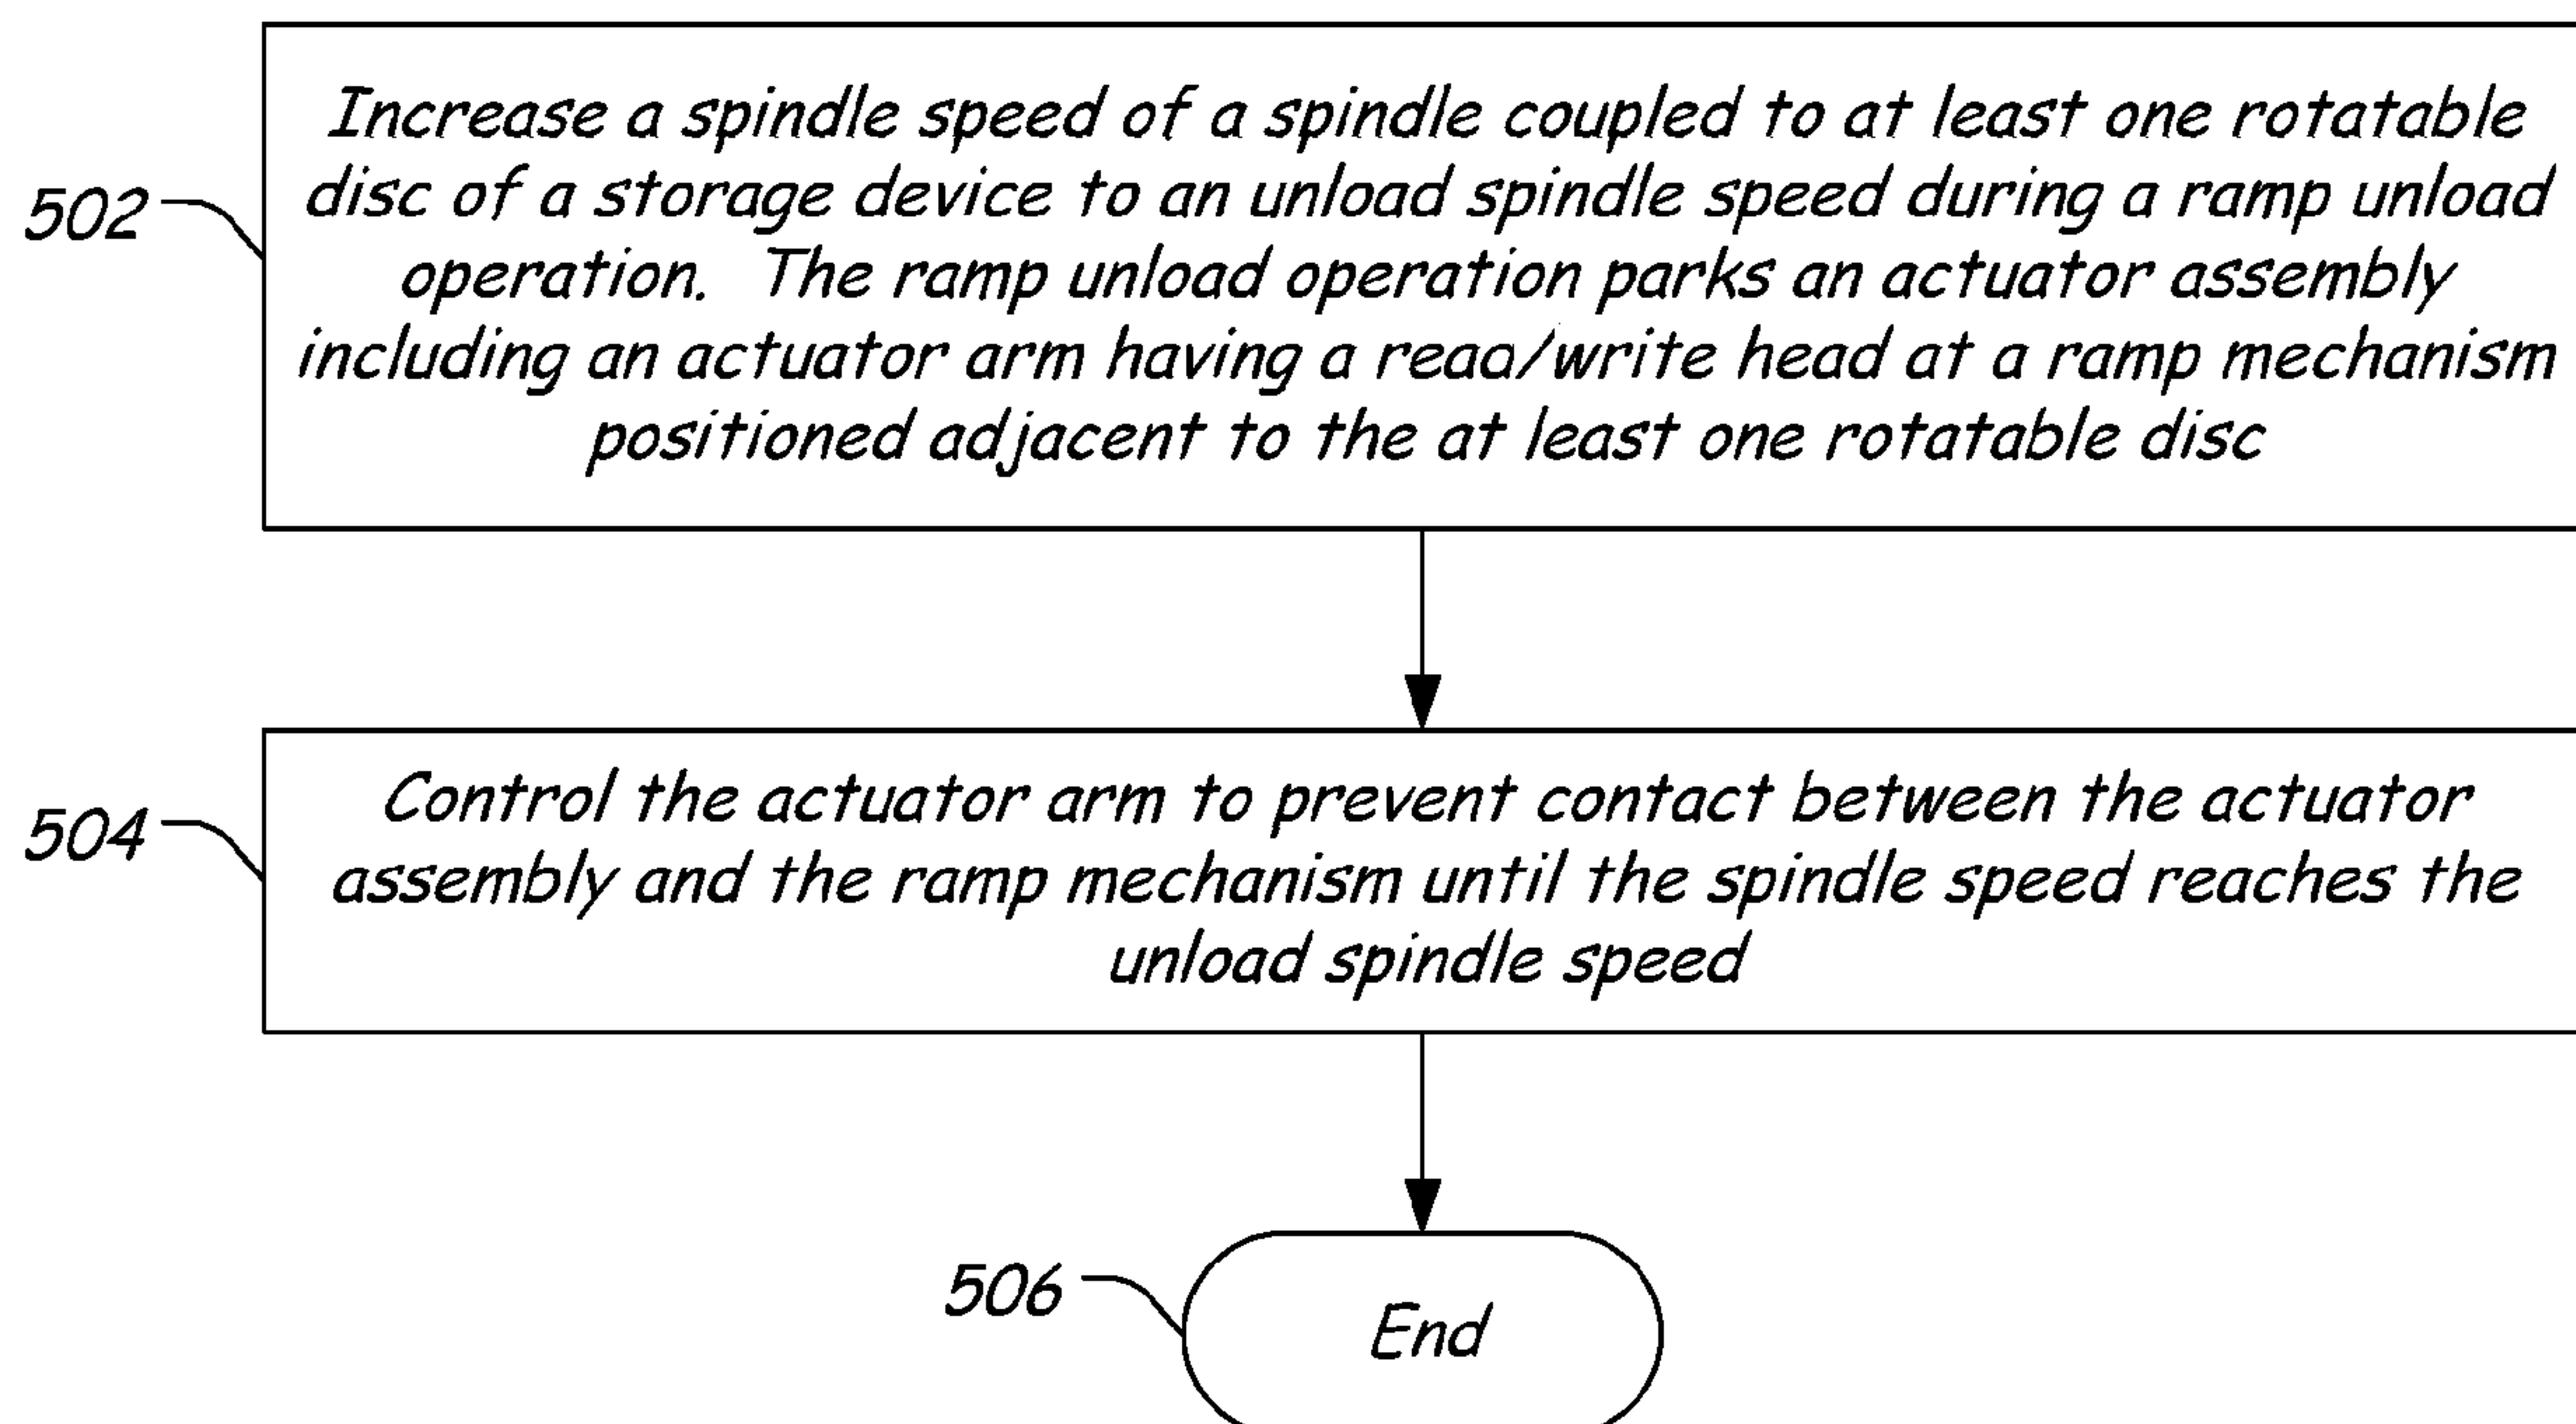 Increase a spindle speed of a spindle coupled to at least one rotatable
502
disc of a storage device to an unload spindle speed during a ramp unload
operation. The ramp unload operation parks an actuator assembly
including an actuator arm having a read/write head at a ramp mechanism
positioned adjacent to the at least one rotatable disc
Control the actuator arm to prevent contact between the actuator
504
assembly and the ramp mechanism until the spindle speed reaches the
unload spindle speed
506
End